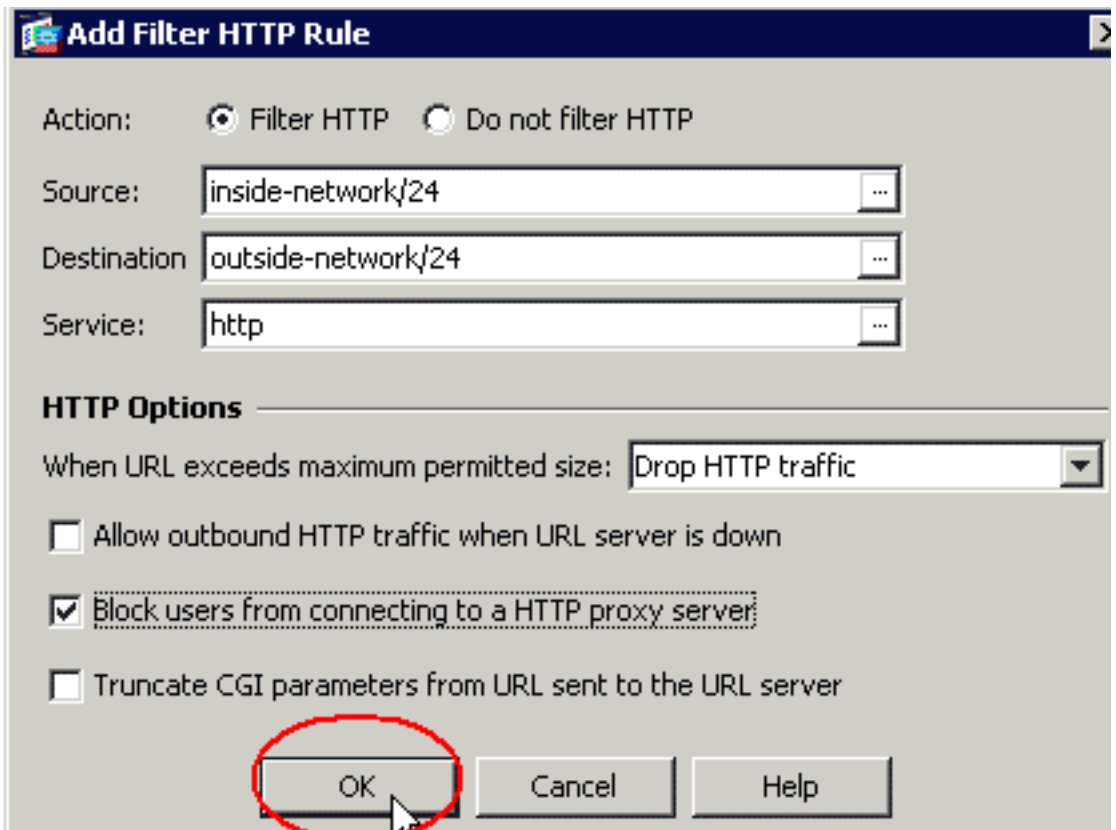 Add Filter HTTP Rule
Action: Filter HTTP Do not filter HTTP
Source: inside-network/24 ...
Destination outside-network/24 ...
Service: http ...
HTTP Options
When URL exceeds maximum permitted size: Drop HTTP traffic
Allow outbound HTTP traffic when URL server is down
Block users from connecting to a HTTP proxy server
Truncate CGI parameters from URL sent to the URL server
OK Cancel Help